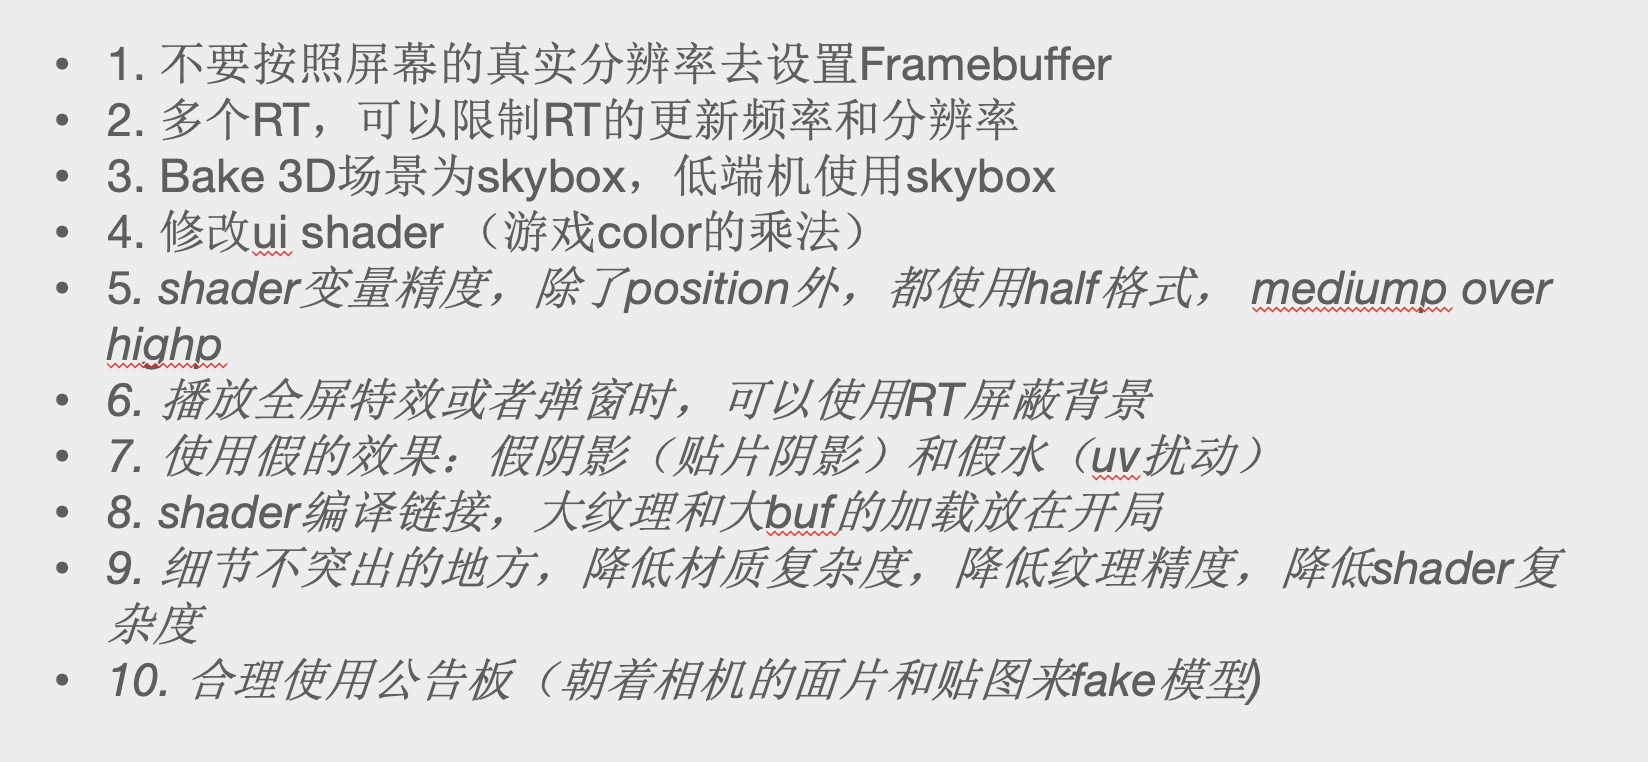 • 1. 不要按照屏幕的真实分辨率去设置Framebuffer
• 2. 多个RT，可以限制RT的更新频率和分辨率
• 3. Bake 3D场景为skybox，低端机使用skybox
• 4. 修改ui shader （游戏color的乘法）
• 5. shader变量精度，除了position外，都使用half格式， mediump over
highp
• 6. 播放全屏特效或者弹窗时，可以使用RT屏蔽背景
• 7. 使用假的效果：假阴影（贴片阴影）和假水（uv扰动）
• 8. shader编译链接，大纹理和大buf的加载放在开局
• 9. 细节不突出的地方，降低材质复杂度，降低纹理精度，降低shader复
杂度
• 10. 合理使用公告板（朝着相机的面片和贴图来fake模型)